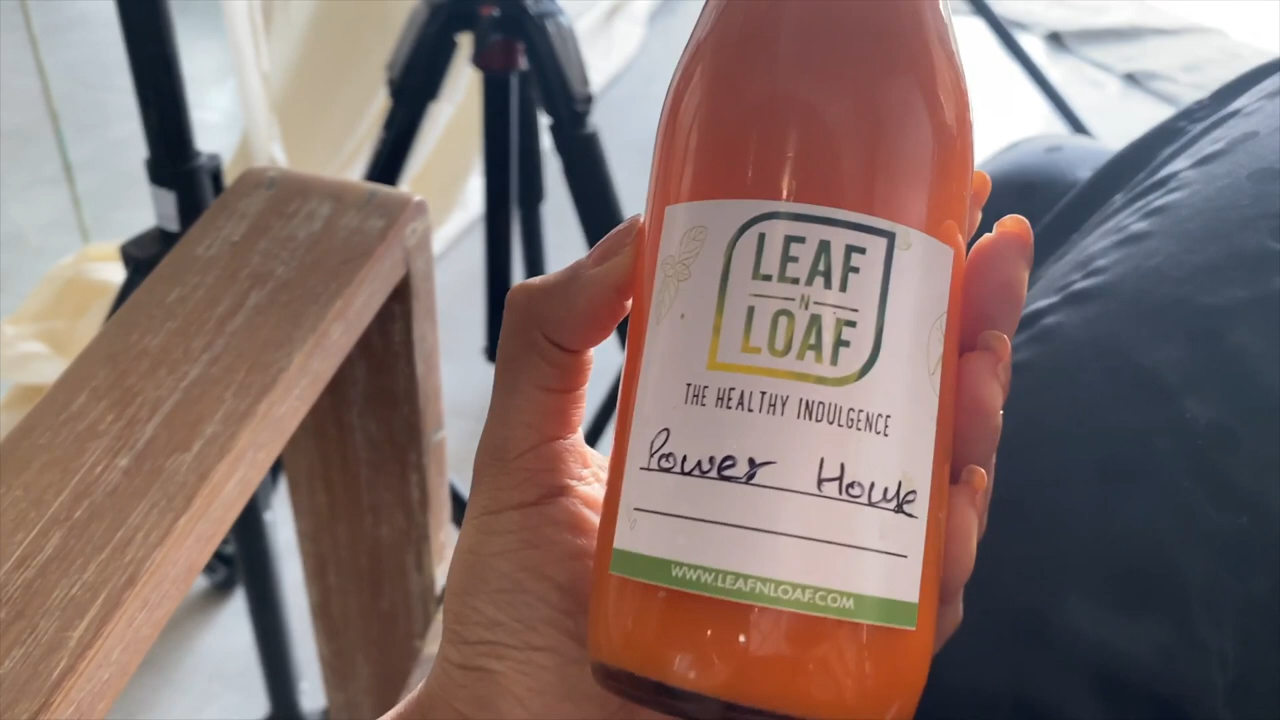 LEAF
N
LOAF
THE HEALTHY INDULGENCE
Power House
WWW.LEAFNLOAF.COM